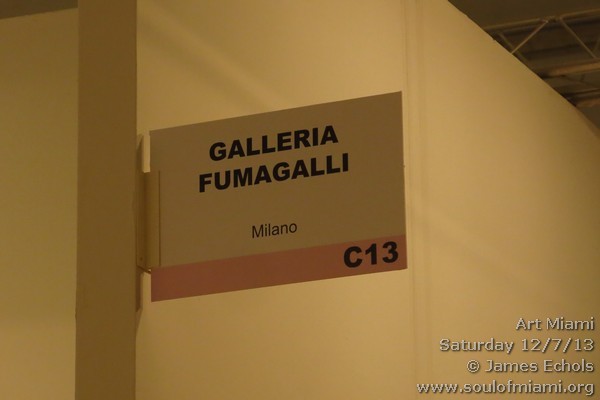 GALLERIA
FUMAGALLI
Milano
C13
Art Miami
Saturday 12/7/13
© James Echols
www.soulofmiami.org